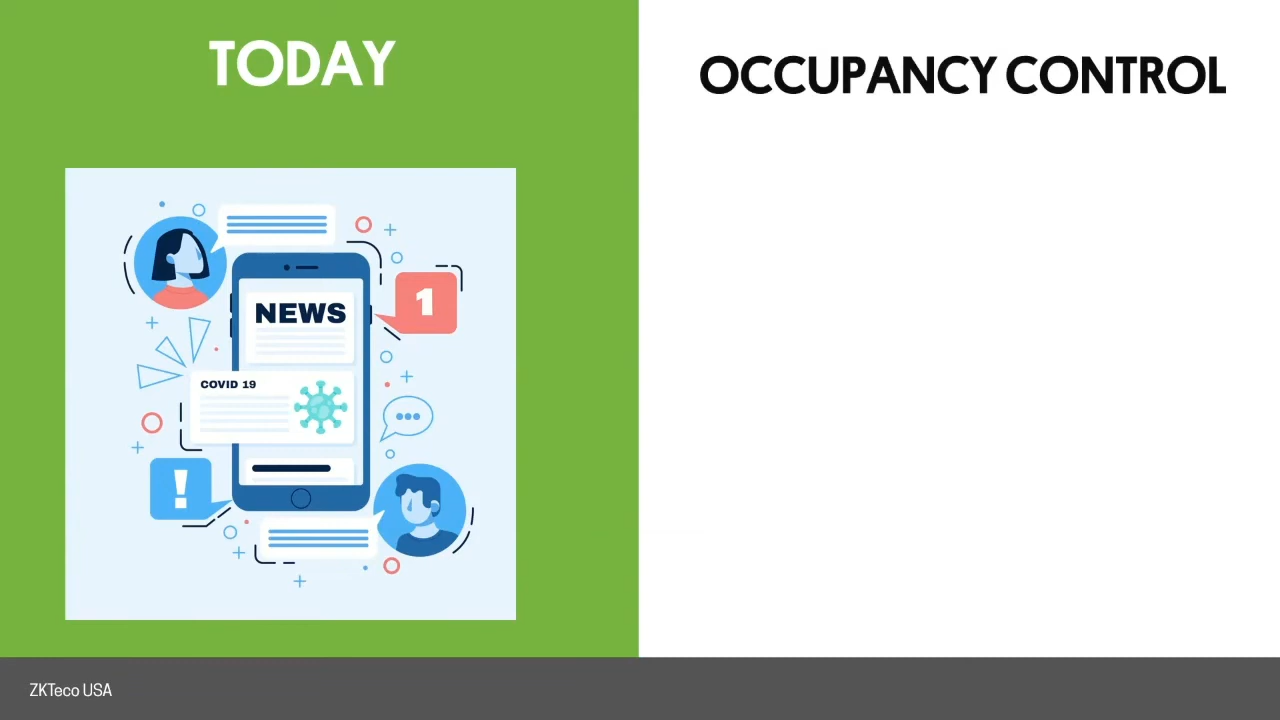 TODAY
OCCUPANCY CONTROL
NEWS
1
COVID 19
!
ZKTeco USA